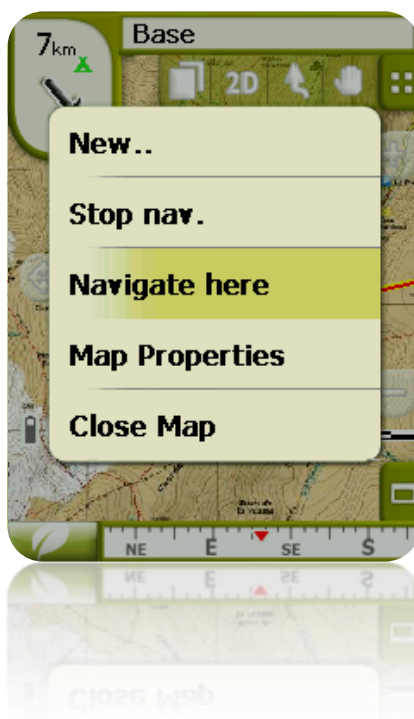 7km
Base
2D
New..
Stop nav.
Navigate here
Map Properties
Close Map
NE E SE S